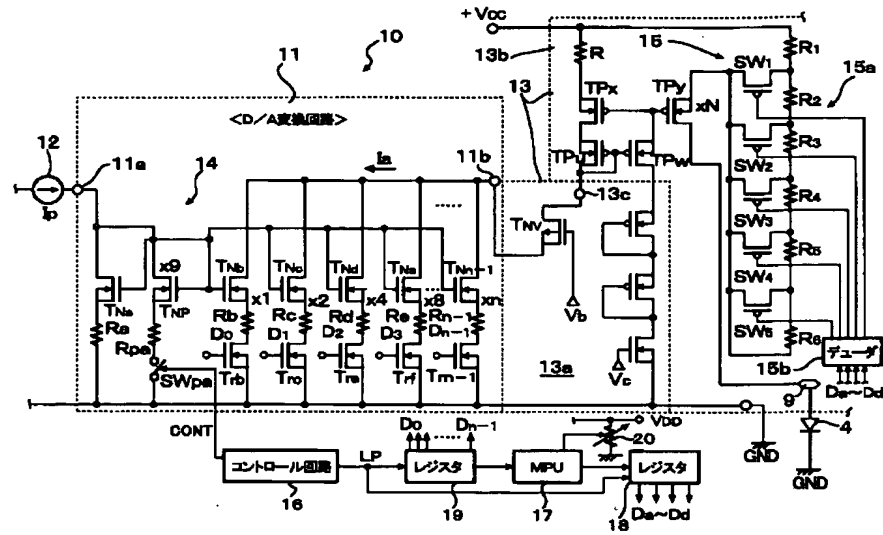 +Vcc
10
11
12
11a
Ip
14
<D/A変換回路>
Ia
11b
13
13b
R
TPx
TPy
xN
TPu
TPw
13c
TNV
Vb
13a
Vc
15
15a
SW1
SW2
SW3
SW4
SW5
R1
R2
R3
R4
R5
R6
デューダ
15b
Da~Dd
9
4
GND
GND
TNa
Ra
x9
TNP
Rpa
SWpa
TNb
x1
Rb
D0
Trb
TNc
x2
Rc
D1
Trc
TNd
x4
Rd
D2
Tre
TNe
x8
Re
D3
Trf
TNn-1
xn
Rn-1
Dn-1
Trn-1
CONT
コントロール回路
16
LP
D0
Dn-1
レジスタ
19
MPU
17
VDD
20
レジスタ
18
Da~Dd